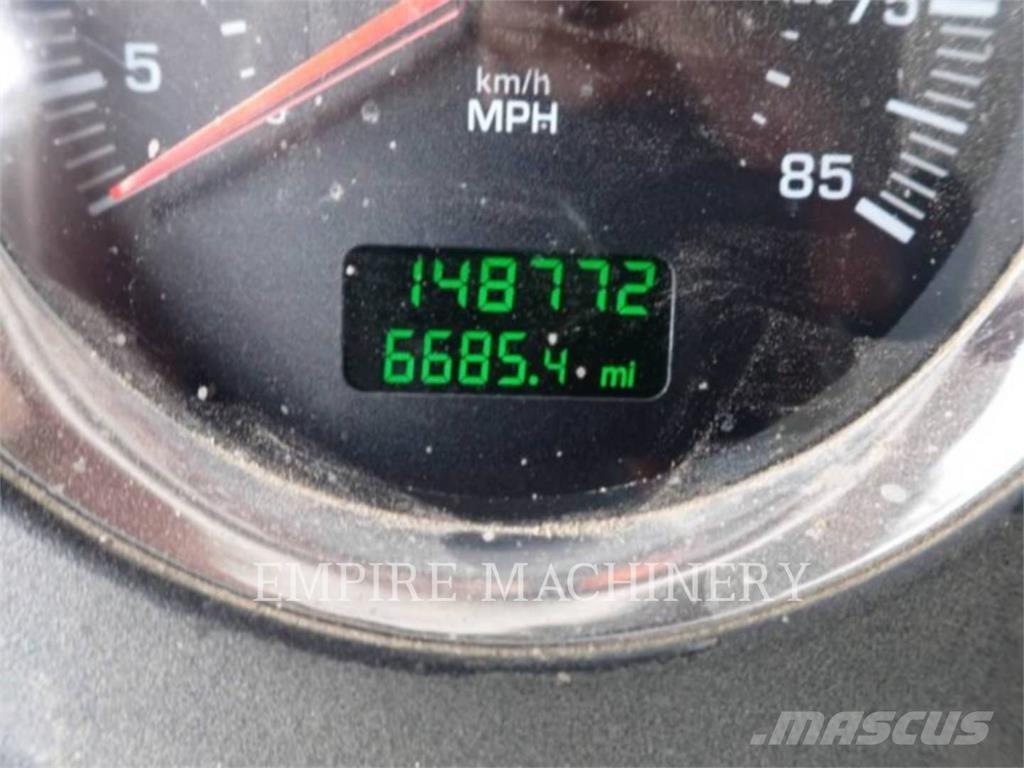 75
5
km/h
MPH
85
148772
6685.4 mi
EMPIRE MACHINERY
MASCUS